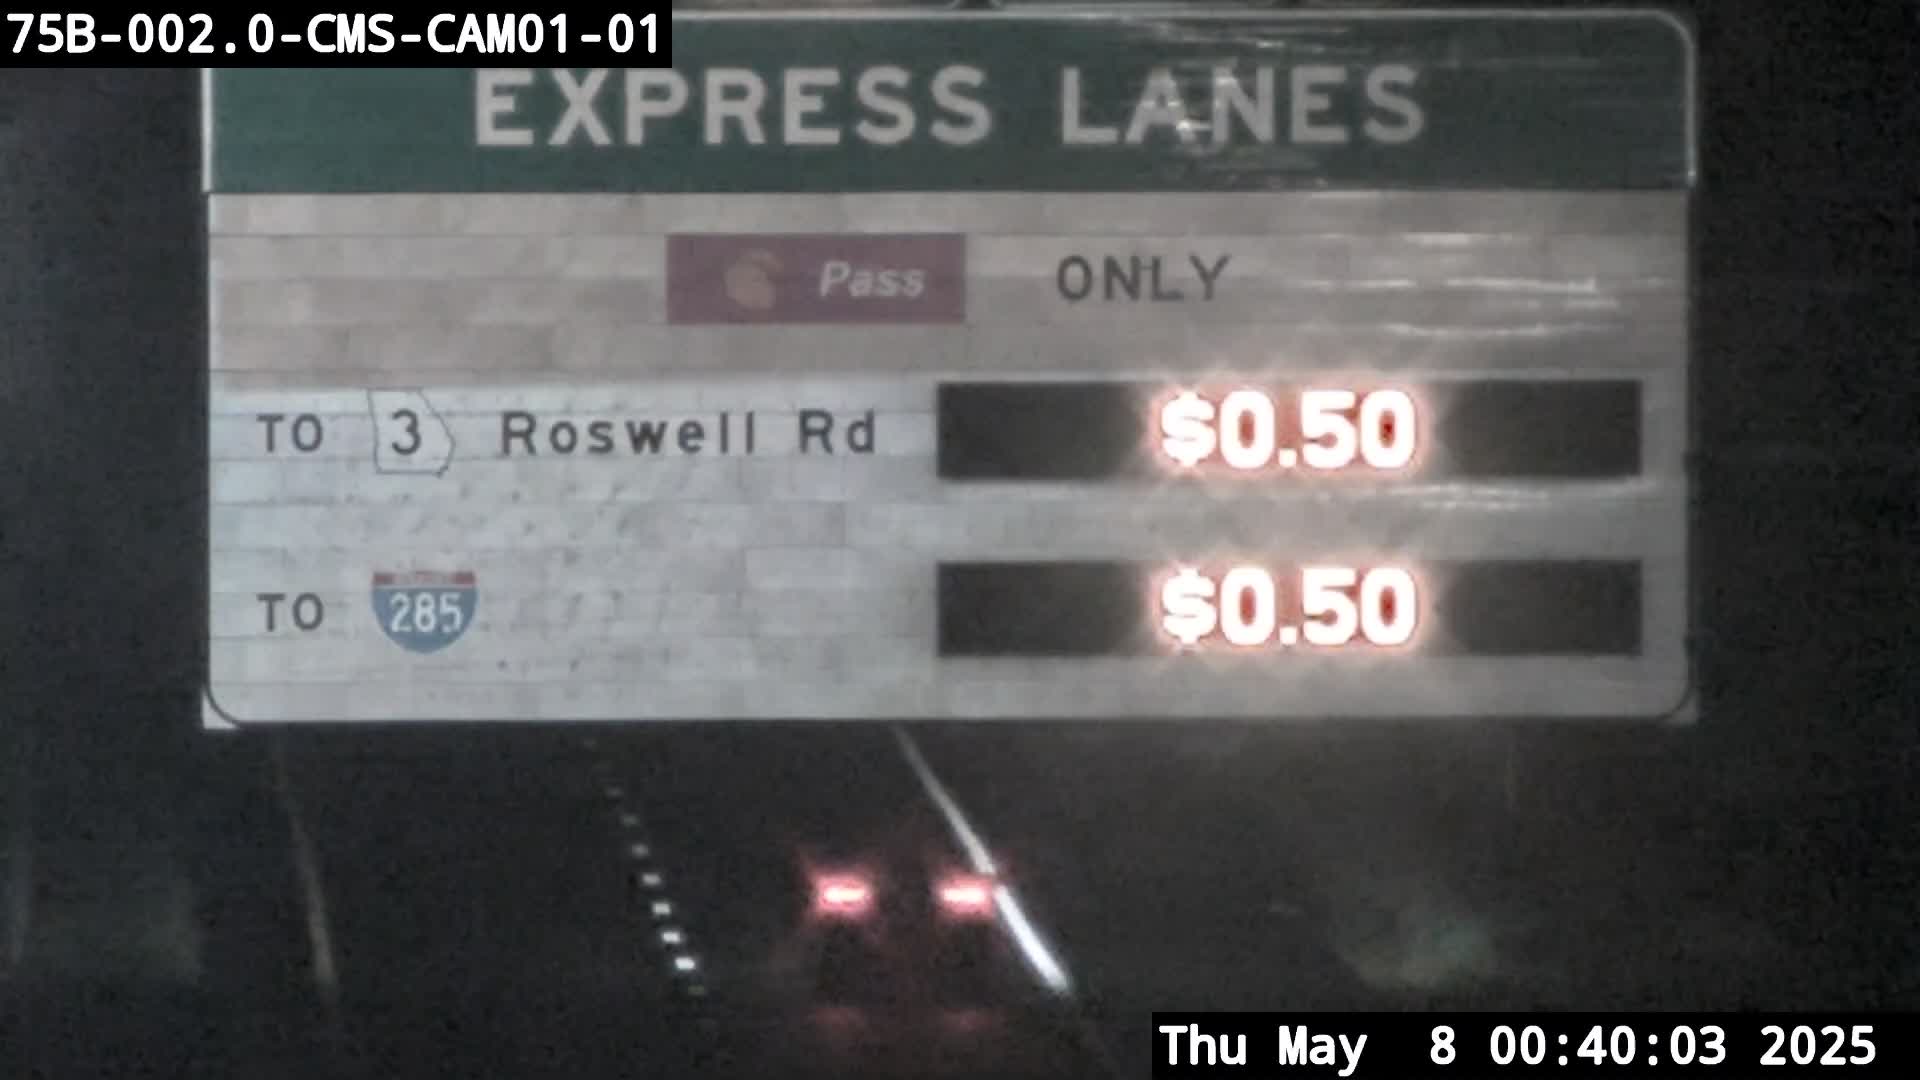 75B-002.0-CMS-CAM01-01
EXPRESS LANES
Pass ONLY
TO 3 Roswell Rd $0.50
TO 285 $0.50
Thu May 8 00:40:03 2025